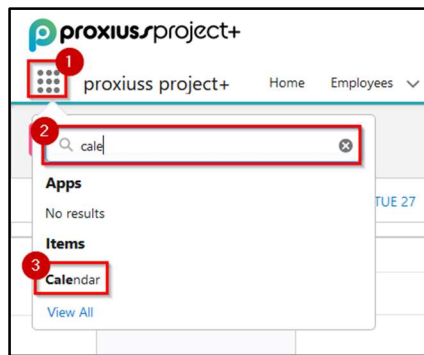 proxiussproject+
1
proxiuss project+ Home Employees
2
cale
Apps
No results
TUE 27
Items
3
Calendar
View All